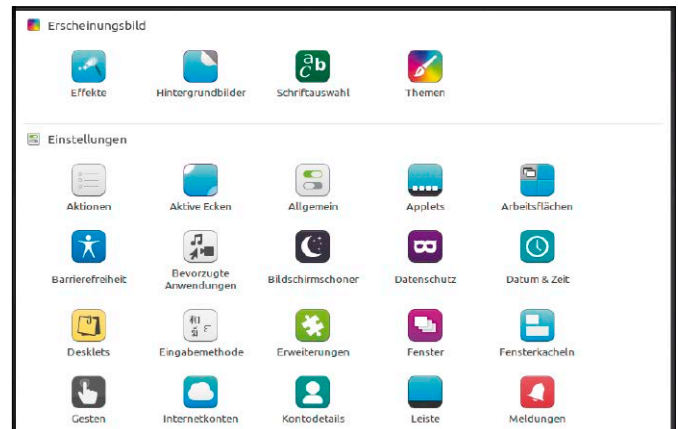 Erscheinungsbild
Effekte Hintergrundbilder Schriftauswahl Themen
Einstellungen
Aktionen Aktive Ecken Allgemein Applets Arbeitsflächen
Barrierefreiheit Bevorzugte Anwendungen Bildschirmschoner Datenschutz Datum & Zeit
Desklets Eingabemethode Erweiterungen Fenster Fensterkacheln
Gesten Internetkonten Kontodetails Leiste Meldungen